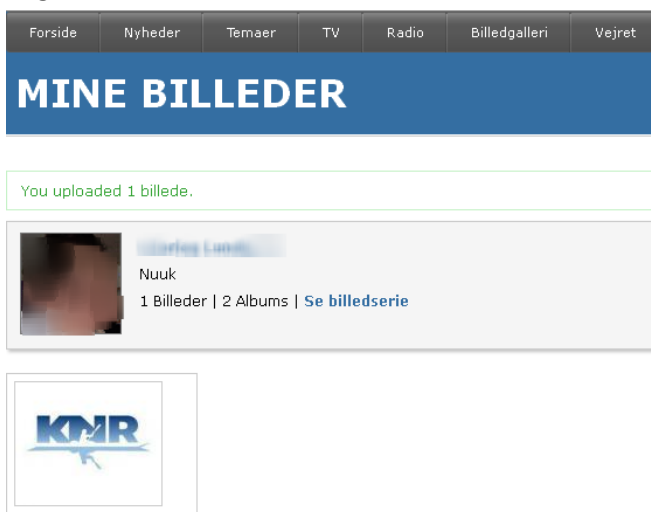 Forside Nyheder Temaer TV Radio Billedgalleri Vejret
MINE BILLEDER
You uploaded 1 billede.
Nuuk
1 Billeder | 2 Albums | Se billedserie
KNR